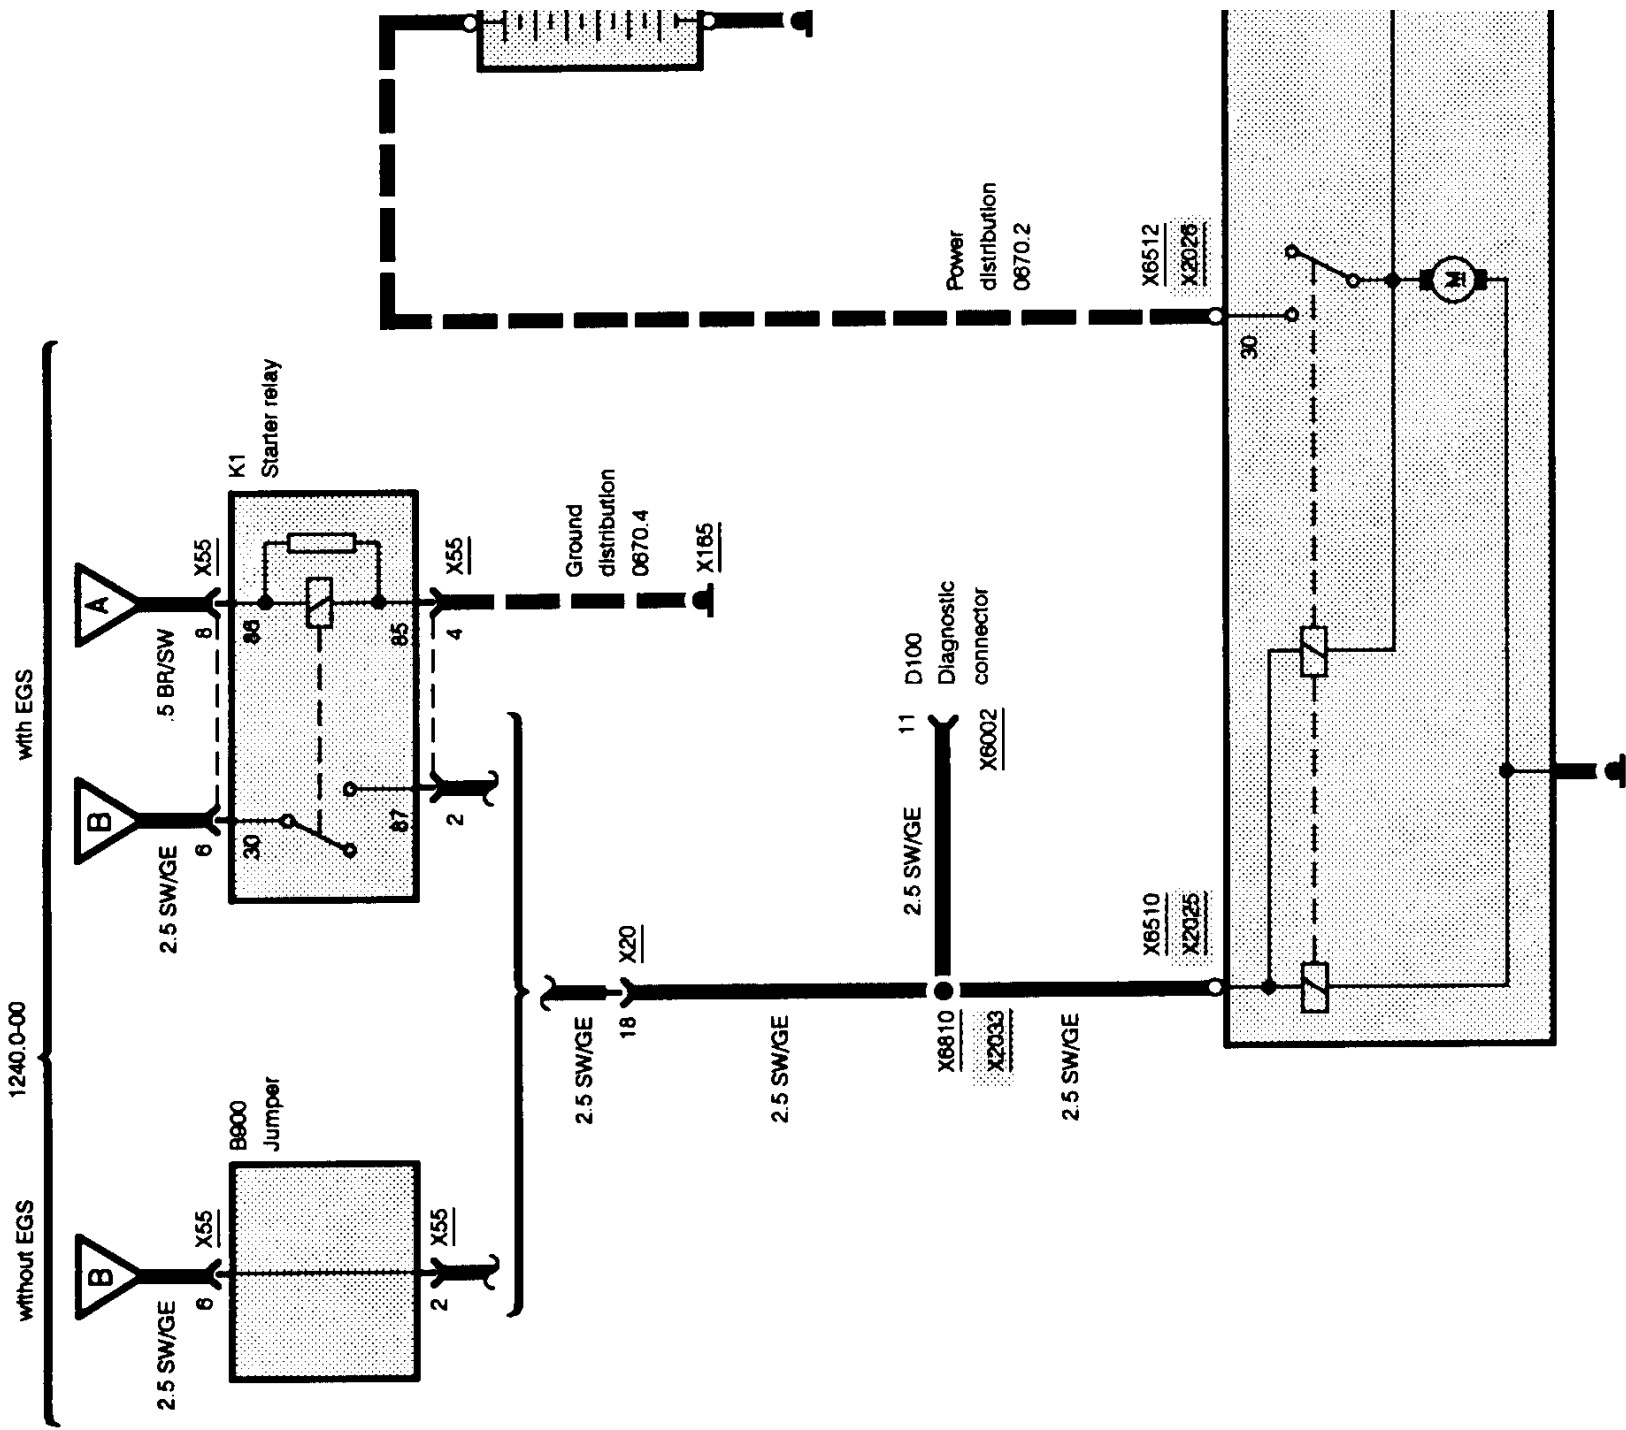 1240.0-00
without EGS
with EGS
B
2.5 SW/GE
6
X55
B900
Jumper
2
X55
B
2.5 SW/GE
6
A
.5 BR/SW
8
X55
K1
Starter relay
30
86
87
85
2
4
X55
Ground
distribution
0670.4
X165
2.5 SW/GE
18
X20
2.5 SW/GE
X6810
X2033
2.5 SW/GE
2.5 SW/GE
11
D100
Diagnostic
connector
X6002
X6510
X2025
Power
distribution
0670.2
X6512
X2026
30
M